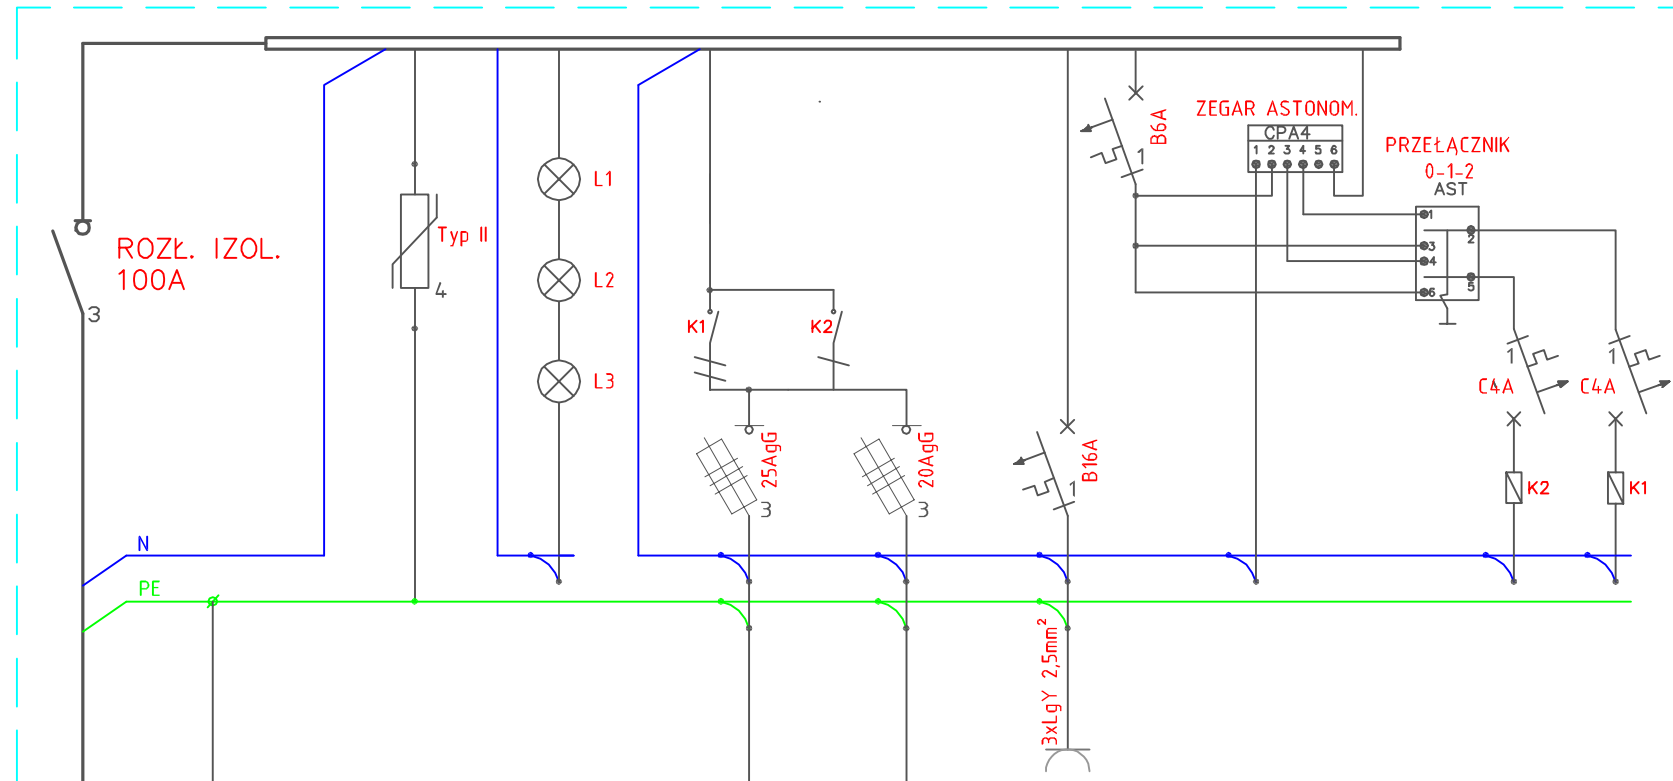 ZEGAR ASTONOM.
CPA4
1 2 3 4 5 6
B6A
1
PRZEŁĄCZNIK
0-1-2
AST
1
2
3
4
5
6
L1
ROZŁ. IZOL.
100A
3
Typ II
4
L2
K1
K2
L3
25AgG
3
20AgG
3
B16A
1
1
C4A
1
C4A
K2
K1
N
PE
3xLgY 2,5mm²